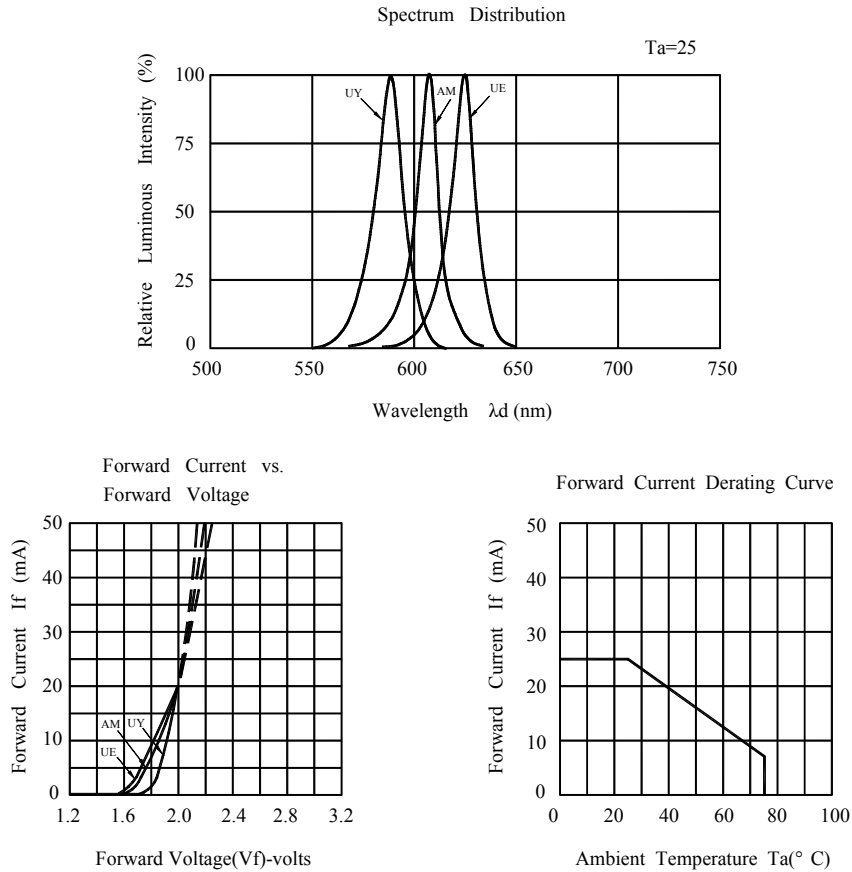 Spectrum Distribution
Ta=25
Relative Luminous Intensity (%)
100
75
50
25
0
UY
AM
UE
500 550 600 650 700 750
Wavelength λd (nm)
Forward Current vs.
Forward Voltage
Forward Current If (mA)
50
40
30
20
10
0
AM UY
UE
1.2 1.6 2.0 2.4 2.8 3.2
Forward Voltage(Vf)-volts
Forward Current Derating Curve
Forward Current If (mA)
50
40
30
20
10
0
0 20 40 60 80 100
Ambient Temperature Ta(° C)